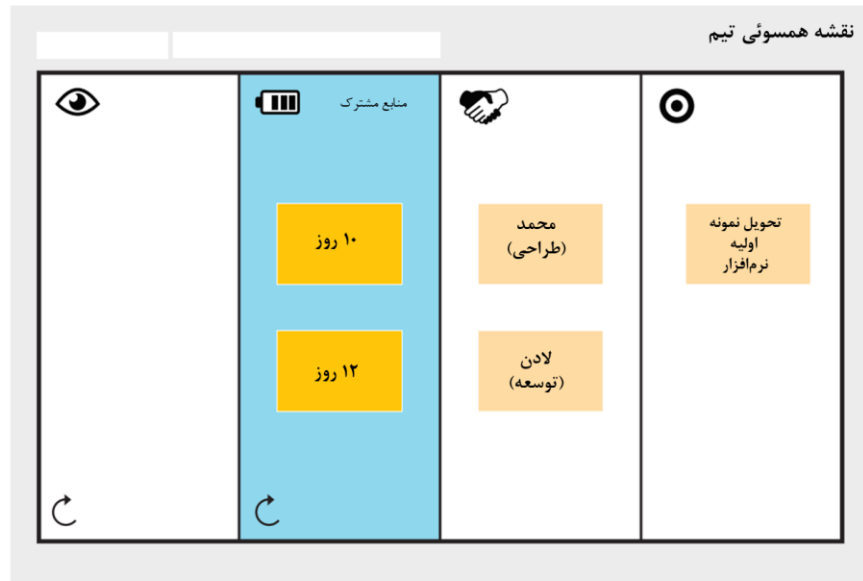 نقشه همسوئی تیم
منابع مشترک
تحویل نمونه
اولیه
نرم‌افزار
محمد
(طراحی)
۱۰ روز
لادن
(توسعه)
۱۲ روز